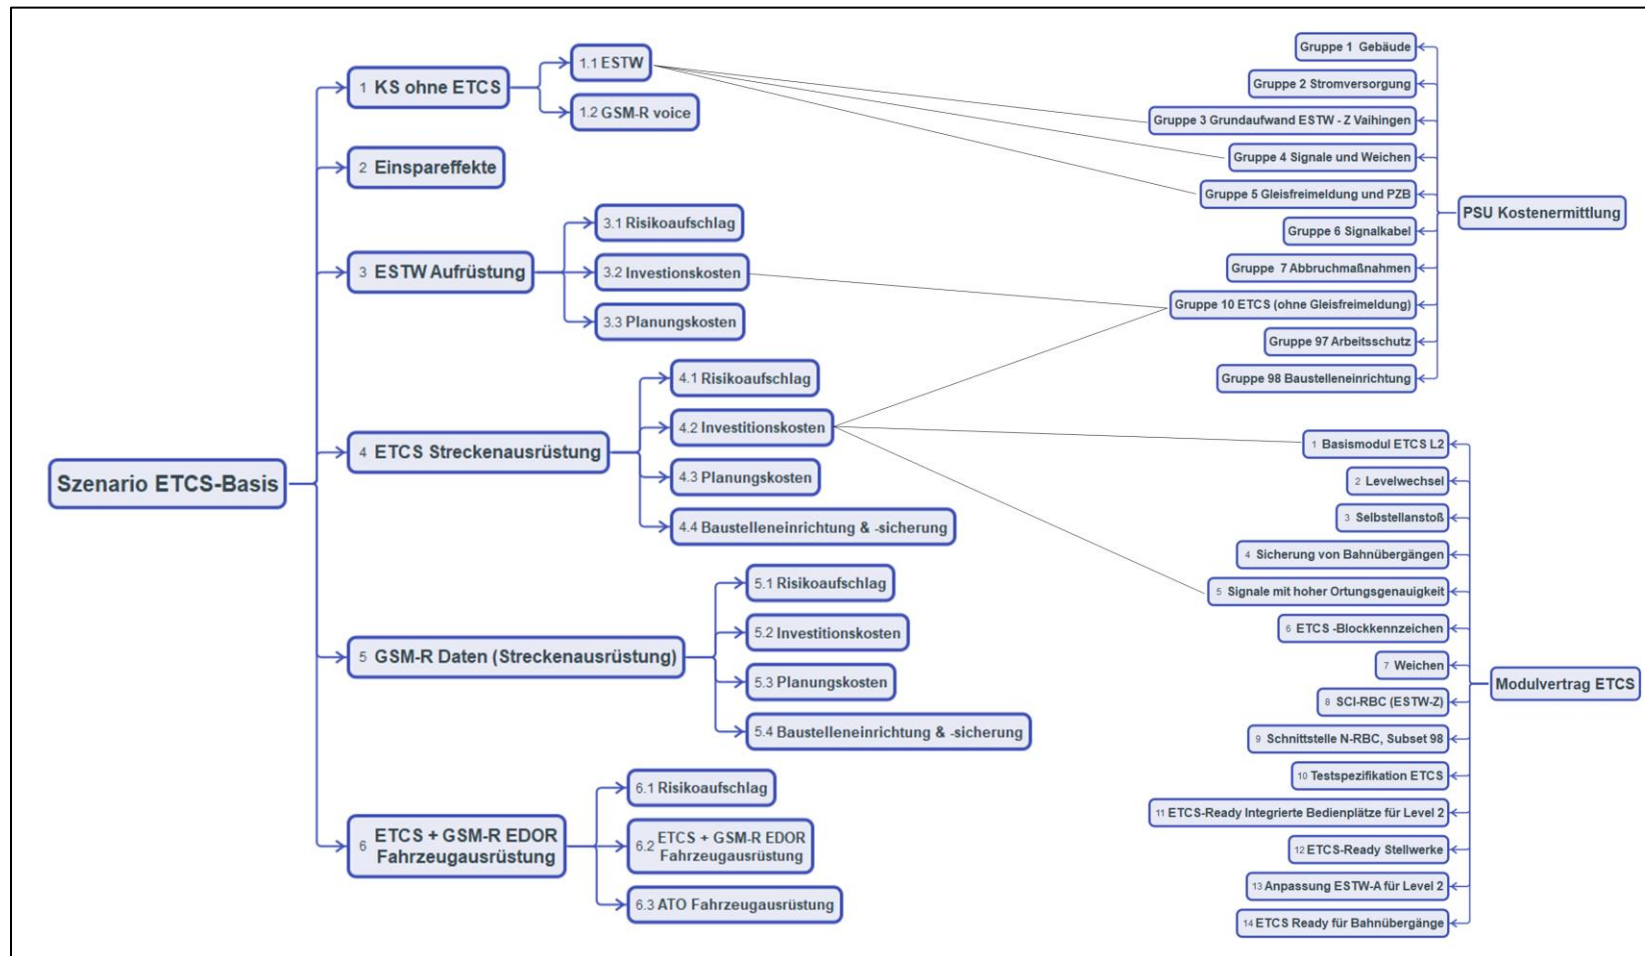 Szenario ETCS-Basis
1 KS ohne ETCS
1.1 ESTW
1.2 GSM-R voice
2 Einspareffekte
3 ESTW Aufrüstung
3.1 Risikoaufschlag
3.2 Investionskosten
3.3 Planungskosten
4 ETCS Streckenausrüstung
4.1 Risikoaufschlag
4.2 Investitionskosten
4.3 Planungskosten
4.4 Baustelleneinrichtung & -sicherung
5 GSM-R Daten (Streckenausrüstung)
5.1 Risikoaufschlag
5.2 Investitionskosten
5.3 Planungskosten
5.4 Baustelleneinrichtung & -sicherung
6 ETCS + GSM-R EDOR
Fahrzeugausrüstung
6.1 Risikoaufschlag
6.2 ETCS + GSM-R EDOR
Fahrzeugausrüstung
6.3 ATO Fahrzeugausrüstung
Gruppe 1 Gebäude
Gruppe 2 Stromversorgung
Gruppe 3 Grundaufwand ESTW - Z Vaihingen
Gruppe 4 Signale und Weichen
Gruppe 5 Gleisfreimeldung und PZB
Gruppe 6 Signalkabel
Gruppe 7 Abbruchmaßnahmen
Gruppe 10 ETCS (ohne Gleisfreimeldung)
Gruppe 97 Arbeitsschutz
Gruppe 98 Baustelleneinrichtung
PSU Kostenermittlung
1 Basismodul ETCS L2
2 Levelwechsel
3 Selbstellanstoß
4 Sicherung von Bahnübergängen
5 Signale mit hoher Ortungsgenauigkeit
6 ETCS -Blockkennzeichen
7 Weichen
8 SCI-RBC (ESTW-Z)
9 Schnittstelle N-RBC, Subset 98
10 Testspezifikation ETCS
11 ETCS-Ready Integrierte Bedienplätze für Level 2
12 ETCS-Ready Stellwerke
13 Anpassung ESTW-A für Level 2
14 ETCS Ready für Bahnübergänge
Modulvertrag ETCS